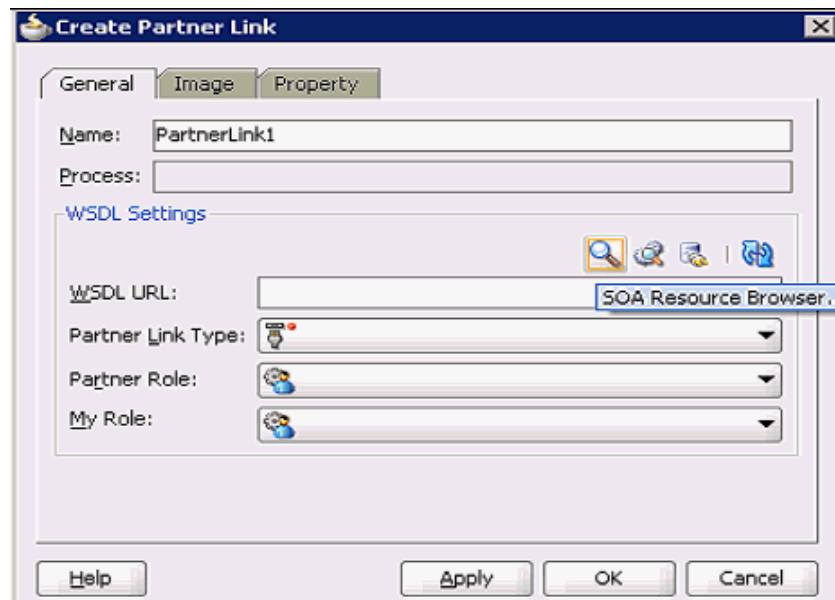 Create Partner Link
General Image Property
Name: PartnerLink1
Process:
WSDL Settings
WSDL URL:
SOA Resource Browser.
Partner Link Type:
Partner Role:
My Role:
Help Apply OK Cancel